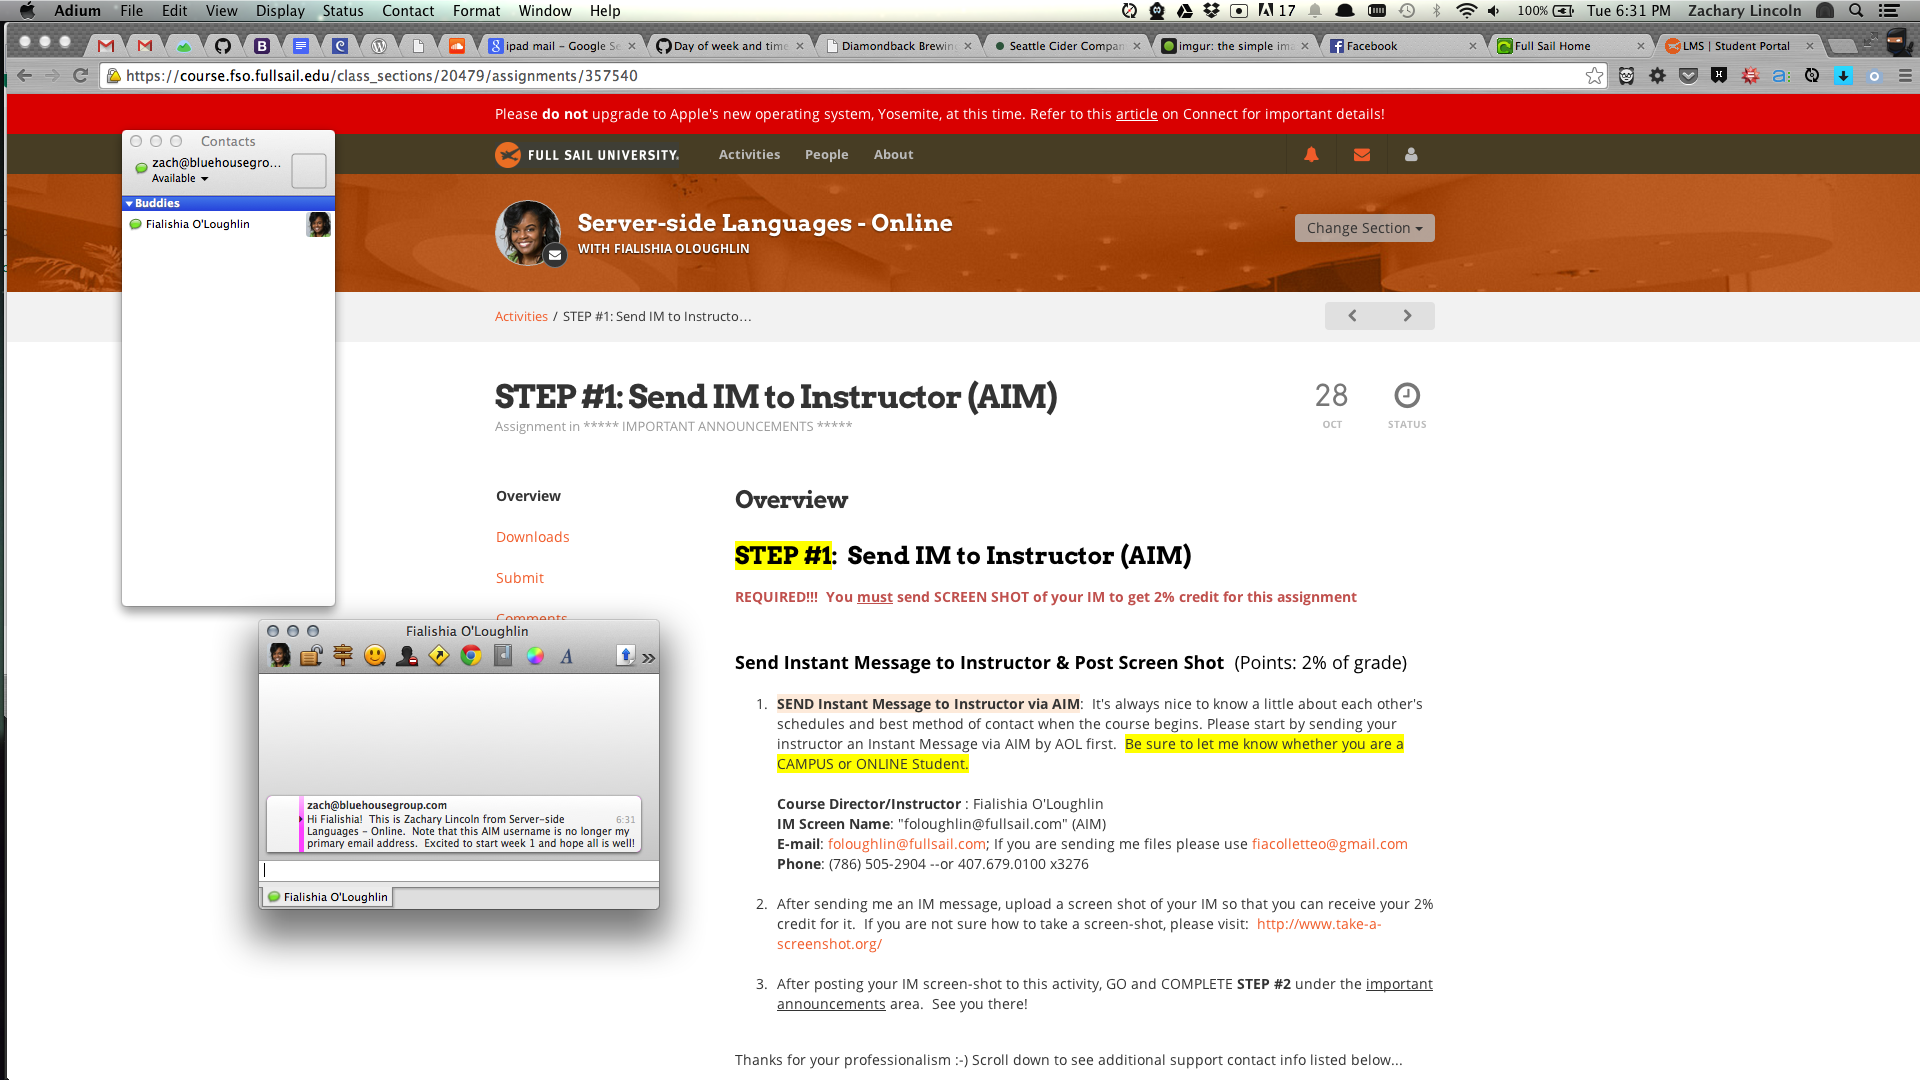 Adium File Edit View Display Status Contact Format Window Help
17 100% Tue 6:31 PM Zachary Lincoln
ipad mail – Google Se
Day of week and time
Diamondback Brewing
Seattle Cider Compan
imgur: the simple ima
Facebook
Full Sail Home
LMS | Student Portal
https://course.fso.fullsail.edu/class_sections/20479/assignments/357540
Please do not upgrade to Apple's new operating system, Yosemite, at this time. Refer to this article on Connect for important details!
FULL SAIL UNIVERSITY.
Activities People About
Server-side Languages - Online
WITH FIALISHIA OLOUGHLIN
Change Section
Contacts
zach@bluehousegro...
Available
Buddies
Fialishia O'Loughlin
Activities / STEP #1: Send IM to Instructo…
STEP #1: Send IM to Instructor (AIM)
Assignment in ***** IMPORTANT ANNOUNCEMENTS *****
28
OCT
STATUS
Overview
Downloads
Submit
Comments
Overview
STEP #1:  Send IM to Instructor (AIM)
REQUIRED!!!  You must send SCREEN SHOT of your IM to get 2% credit for this assignment
Send Instant Message to Instructor & Post Screen Shot  (Points: 2% of grade)
1. SEND Instant Message to Instructor via AIM:  It's always nice to know a little about each other's
schedules and best method of contact when the course begins. Please start by sending your
instructor an Instant Message via AIM by AOL first.  Be sure to let me know whether you are a
CAMPUS or ONLINE Student.
Course Director/Instructor : Fialishia O'Loughlin
IM Screen Name: "foloughlin@fullsail.com" (AIM)
E-mail: foloughlin@fullsail.com; If you are sending me files please use fiacolletteo@gmail.com
Phone: (786) 505-2904 --or 407.679.0100 x3276
2. After sending me an IM message, upload a screen shot of your IM so that you can receive your 2%
credit for it.  If you are not sure how to take a screen-shot, please visit:  http://www.take-a-
screenshot.org/
3. After posting your IM screen-shot to this activity, GO and COMPLETE STEP #2 under the important
announcements area.  See you there!
Thanks for your professionalism :-) Scroll down to see additional support contact info listed below...
Fialishia O'Loughlin
zach@bluehousegroup.com
Hi Fialishia!  This is Zachary Lincoln from Server-side 6:31
Languages – Online.  Note that this AIM username is no longer my
primary email address.  Excited to start week 1 and hope all is well!
Fialishia O'Loughlin